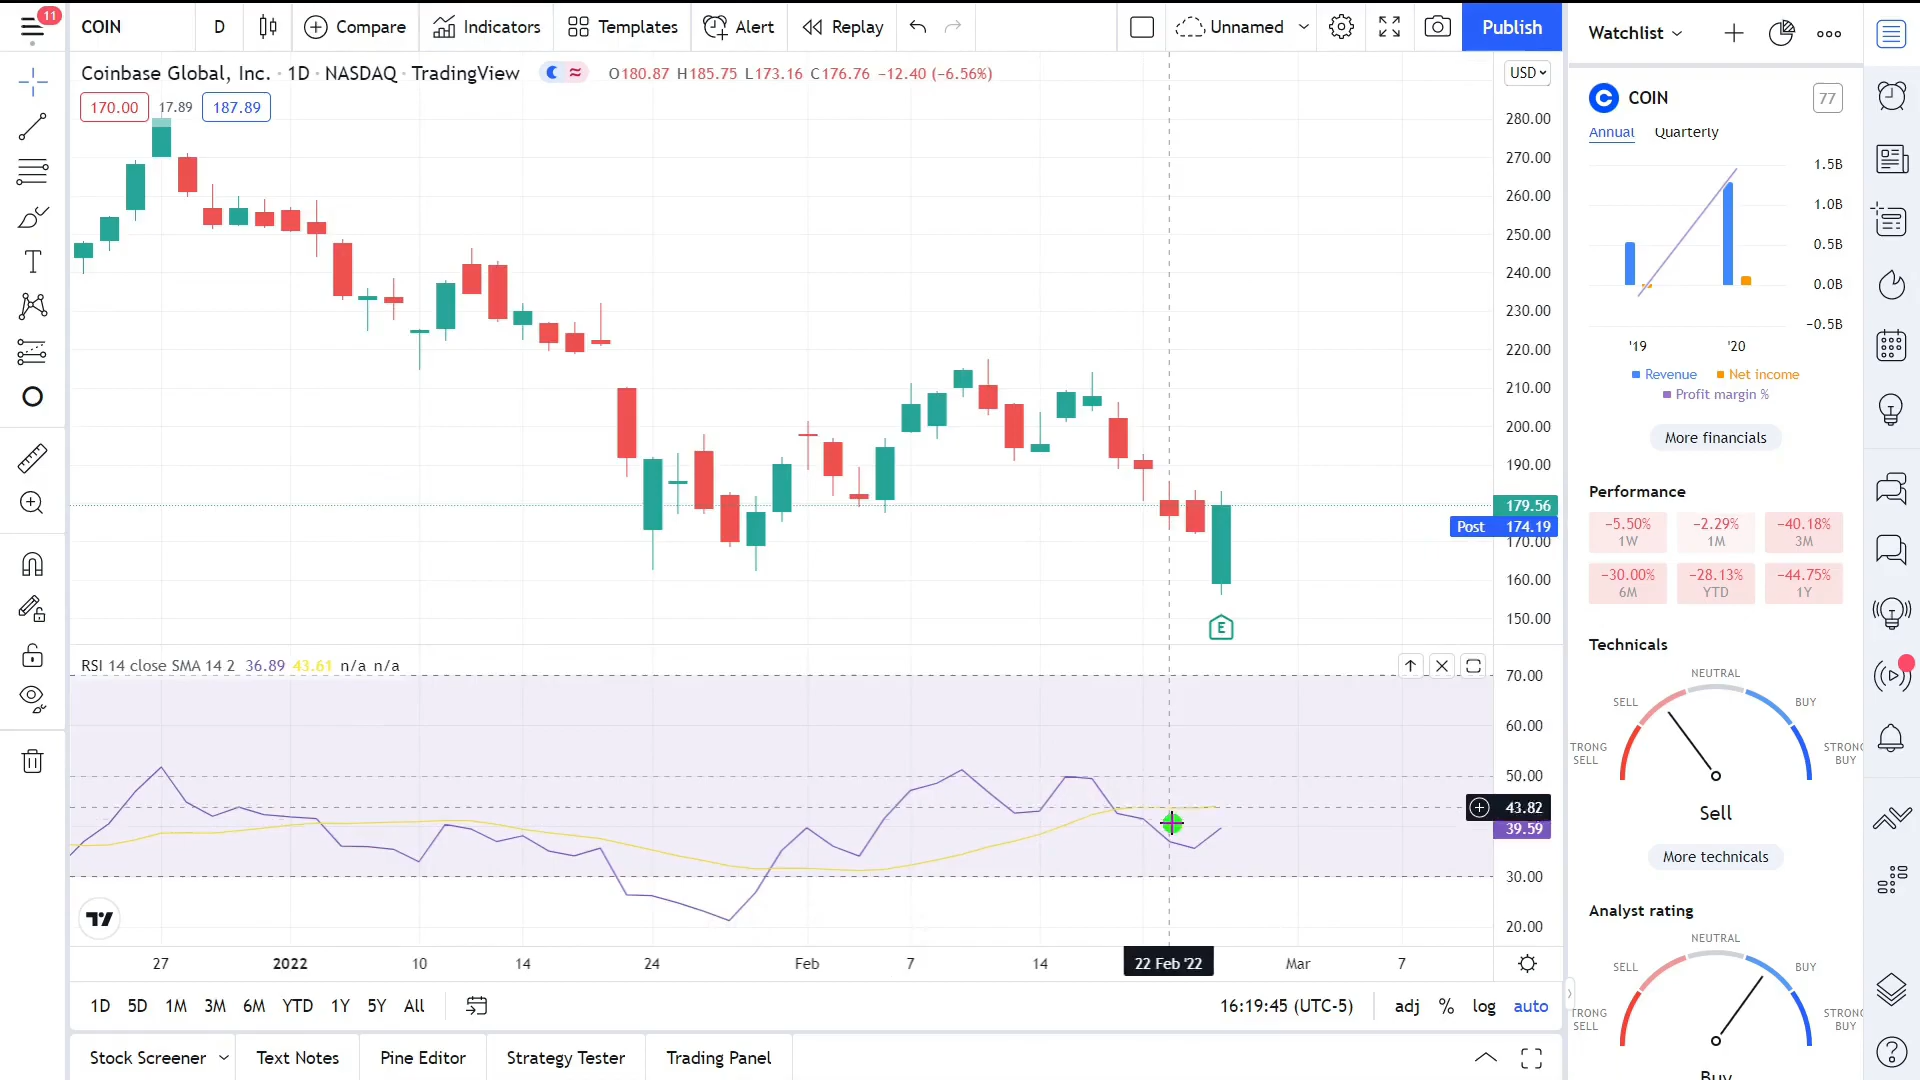 11
COIN
D
Compare
Indicators
Templates
Alert
Replay
Unnamed
Publish
Watchlist
Coinbase Global, Inc. · 1D · NASDAQ · TradingView
O180.87 H185.75 L173.16 C176.76 −12.40 (−6.56%)
USD
170.00 17.89 187.89
280.00
270.00
260.00
250.00
240.00
230.00
220.00
210.00
200.00
190.00
179.56
Post 174.19
170.00
160.00
150.00
E
RSI 14 close SMA 14 2 36.89 43.61 n/a n/a
70.00
60.00
50.00
43.82
39.59
30.00
20.00
27
2022
10
14
24
Feb
7
14
22 Feb '22
Mar
7
1D 5D 1M 3M 6M YTD 1Y 5Y All
16:19:45 (UTC-5)
adj % log auto
Stock Screener
Text Notes
Pine Editor
Strategy Tester
Trading Panel
COIN
77
Annual Quarterly
1.5B
1.0B
0.5B
0.0B
−0.5B
'19 '20
Revenue Net income
Profit margin %
More financials
Performance
−5.50% −2.29% −40.18%
1W 1M 3M
−30.00% −28.13% −44.75%
6M YTD 1Y
Technicals
NEUTRAL
SELL BUY
TRONG SELL
STRONG BUY
Sell
More technicals
Analyst rating
NEUTRAL
SELL BUY
TRONG SELL
STRONG BUY
Buy